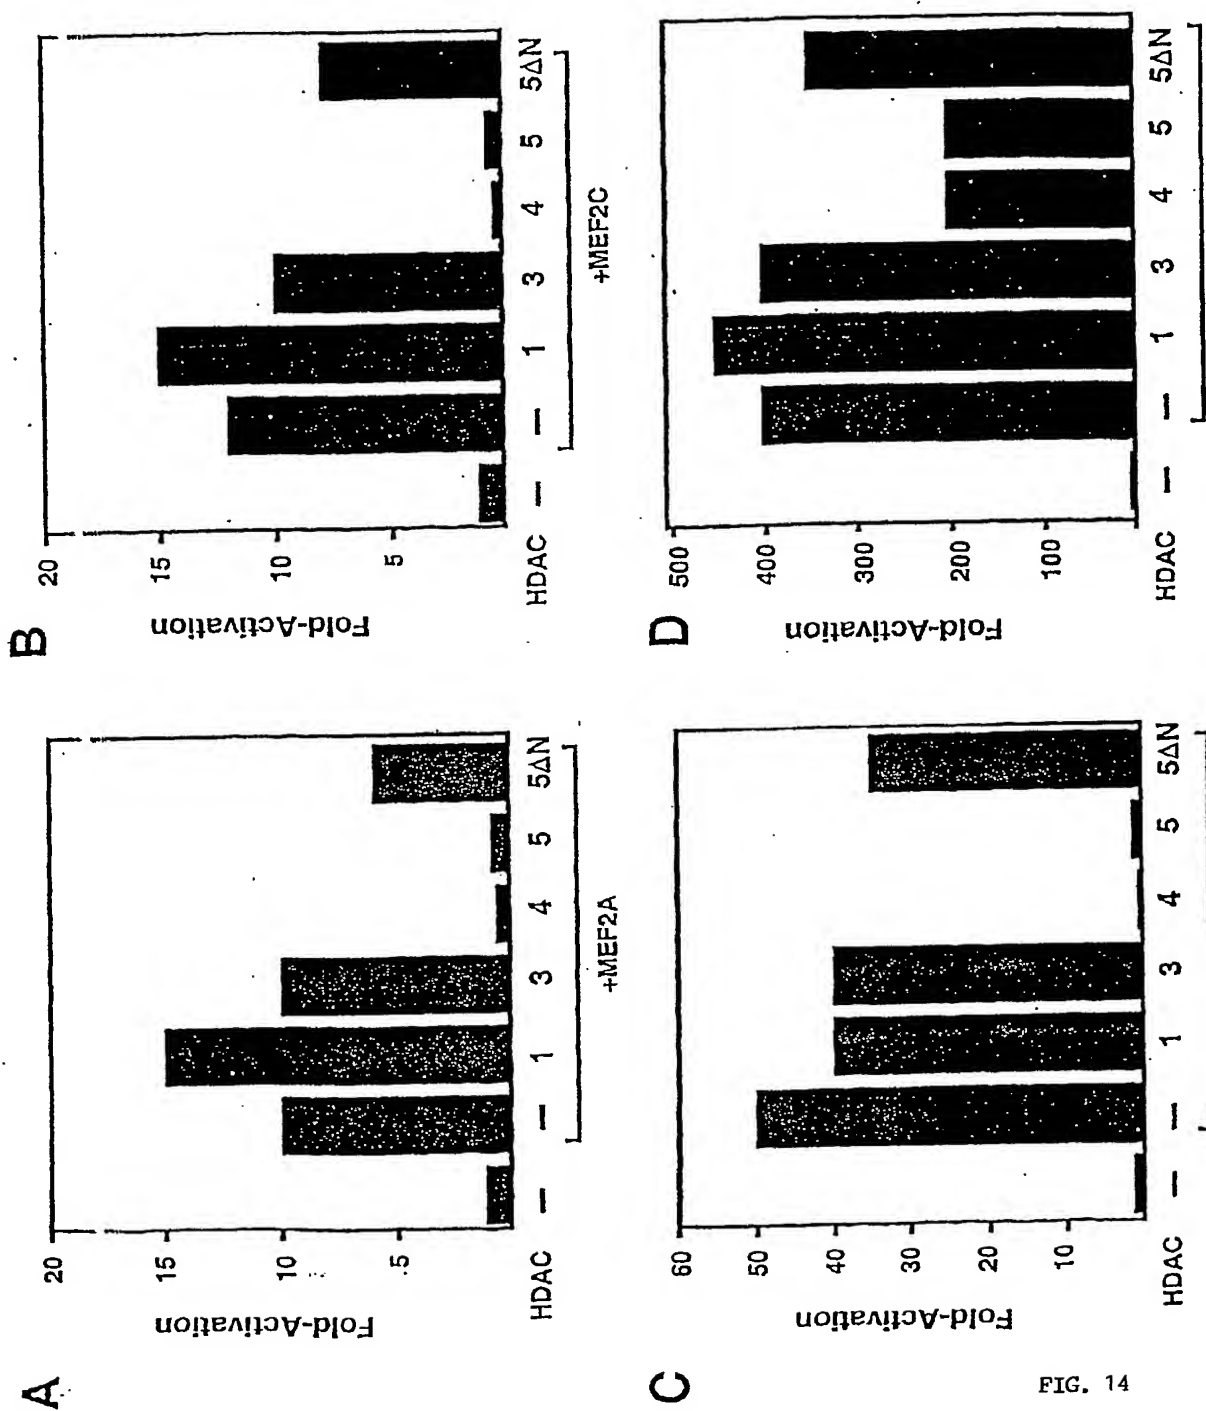 A
Fold-Activation
20
15
10
5
HDAC — — 1 3 4 5 5ΔN
+MEF2A
B
Fold-Activation
20
15
10
5
HDAC — — 1 3 4 5 5ΔN
+MEF2C
C
Fold-Activation
60
50
40
30
20
10
HDAC — — 1 3 4 5 5ΔN
D
Fold-Activation
500
400
300
200
100
HDAC — — 1 3 4 5 5ΔN
FIG. 14